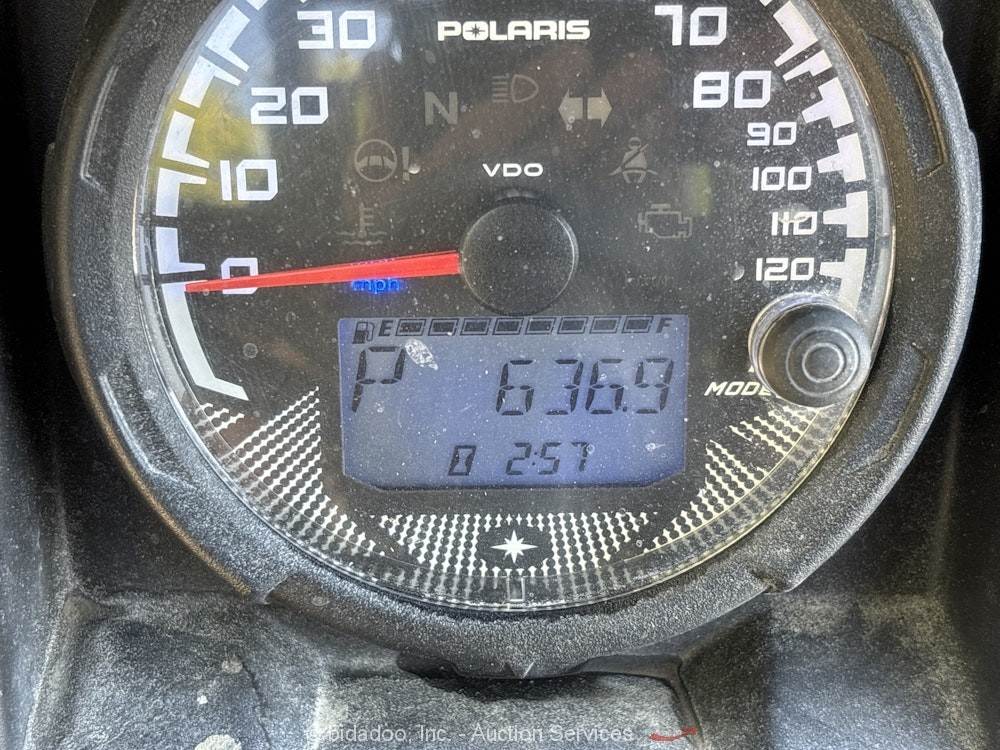 POLARIS
30
70
20
80
N
90
VDO
10
100
110
0
120
mph
E F
P 636.9
MODE
0 2:57
bidadoo, Inc. - Auction Services